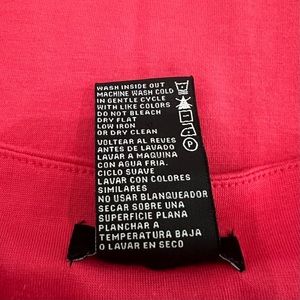 WASH INSIDE OUT
MACHINE WASH COLD
IN GENTLE CYCLE
WITH LIKE COLORS
DO NOT BLEACH
DRY FLAT
LOW IRON
OR DRY CLEAN
VOLTEAR AL REVES
ANTES DE LAVADO
LAVAR A MAQUINA
CON AGUA FRIA.
CICLO SUAVE
LAVAR CON COLORES
SIMILARES
NO USAR BLANQUEADOR
SECAR SOBRE UNA
SUPERFICIE PLANA
PLANCHAR A
TEMPERATURA BAJA
O LAVAR EN SECO
P